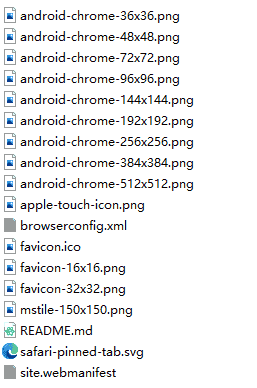 android-chrome-36x36.png
android-chrome-48x48.png
android-chrome-72x72.png
android-chrome-96x96.png
android-chrome-144x144.png
android-chrome-192x192.png
android-chrome-256x256.png
android-chrome-384x384.png
android-chrome-512x512.png
apple-touch-icon.png
browserconfig.xml
favicon.ico
favicon-16x16.png
favicon-32x32.png
mstile-150x150.png
README.md
safari-pinned-tab.svg
site.webmanifest